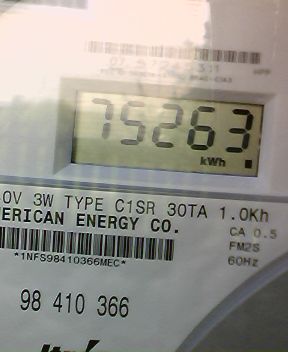 75263
kWh
0V 3W TYPE C1SR 30TA 1.0Kh
ERICAN ENERGY CO.
CA 0.5
FM2S
60Hz
*1NFS98410366MEC*
98 410 366